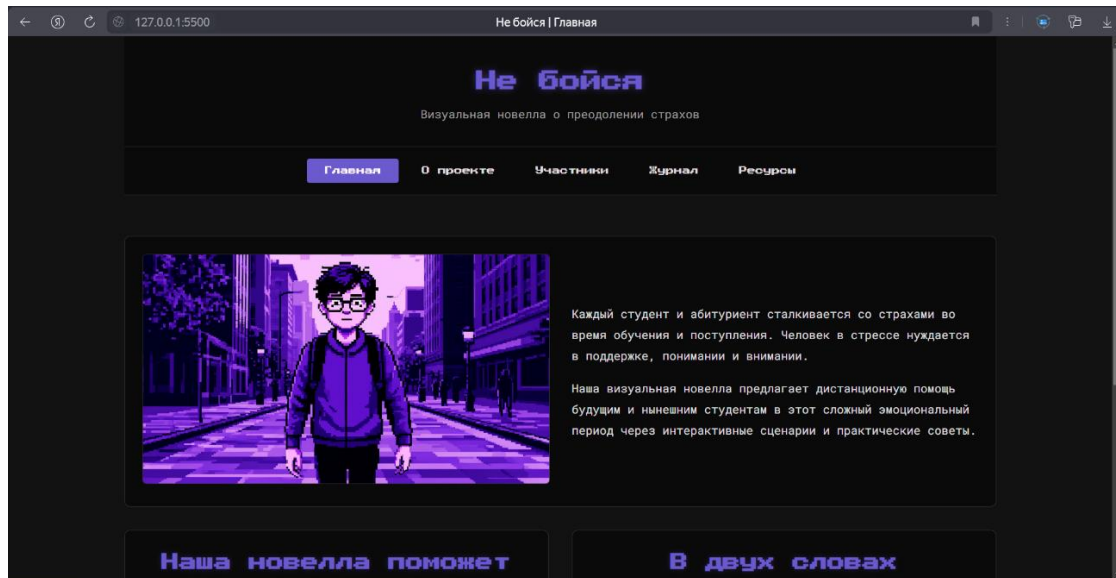 127.0.0.1:5500
Не бойся | Главная
Не бойся
Визуальная новелла о преодолении страхов
Главная
О проекте
Участники
Журнал
Ресурсы
Каждый студент и абитуриент сталкивается со страхами во
время обучения и поступления. Человек в стрессе нуждается
в поддержке, понимании и внимании.
Наша визуальная новелла предлагает дистанционную помощь
будущим и нынешним студентам в этот сложный эмоциональный
период через интерактивные сценарии и практические советы.
Наша новелла поможет
В двух словах